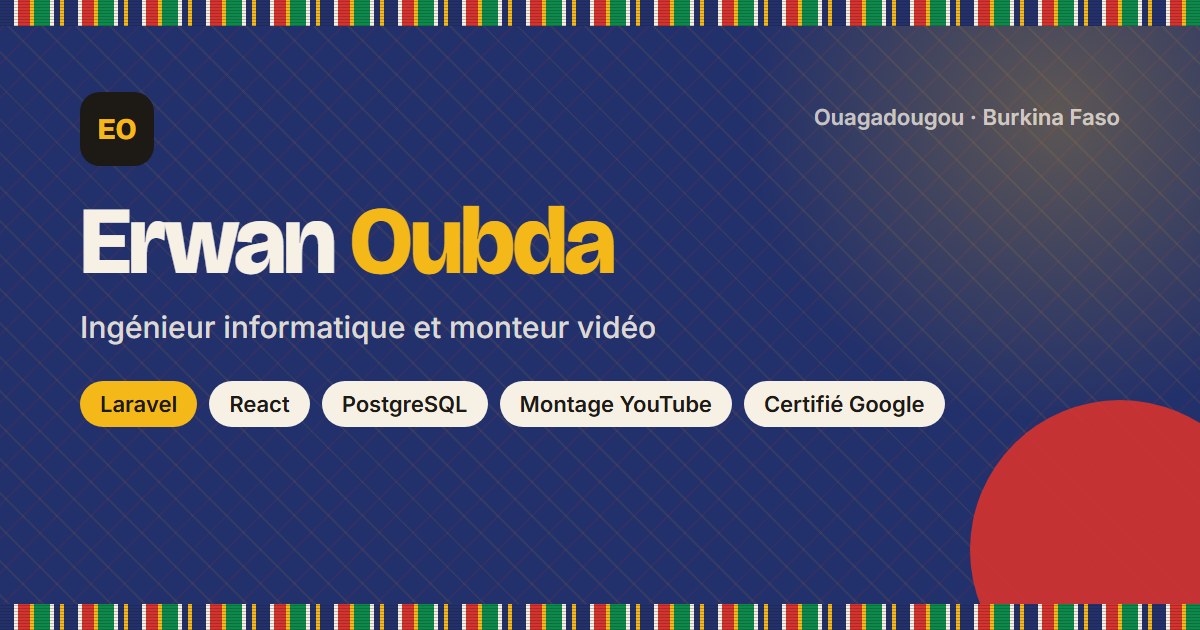 EO
Ouagadougou · Burkina Faso
Erwan Oubda
Ingénieur informatique et monteur vidéo
Laravel React PostgreSQL Montage YouTube Certifié Google